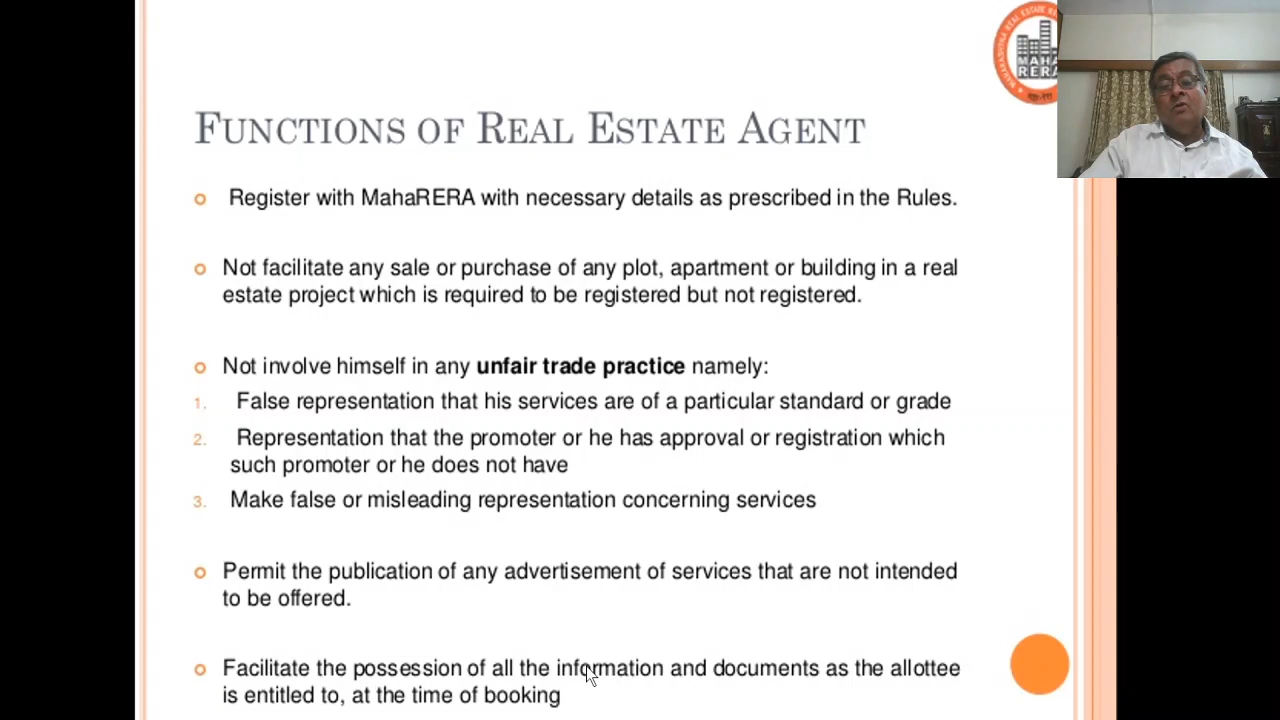 MAHARASHTRA REAL ESTATE RE
MAHA
RERA
महा-रेरा
FUNCTIONS OF REAL ESTATE AGENT
Register with MahaRERA with necessary details as prescribed in the Rules.
Not facilitate any sale or purchase of any plot, apartment or building in a real
estate project which is required to be registered but not registered.
Not involve himself in any unfair trade practice namely:
1. False representation that his services are of a particular standard or grade
2. Representation that the promoter or he has approval or registration which
such promoter or he does not have
3. Make false or misleading representation concerning services
Permit the publication of any advertisement of services that are not intended
to be offered.
Facilitate the possession of all the information and documents as the allottee
is entitled to, at the time of booking